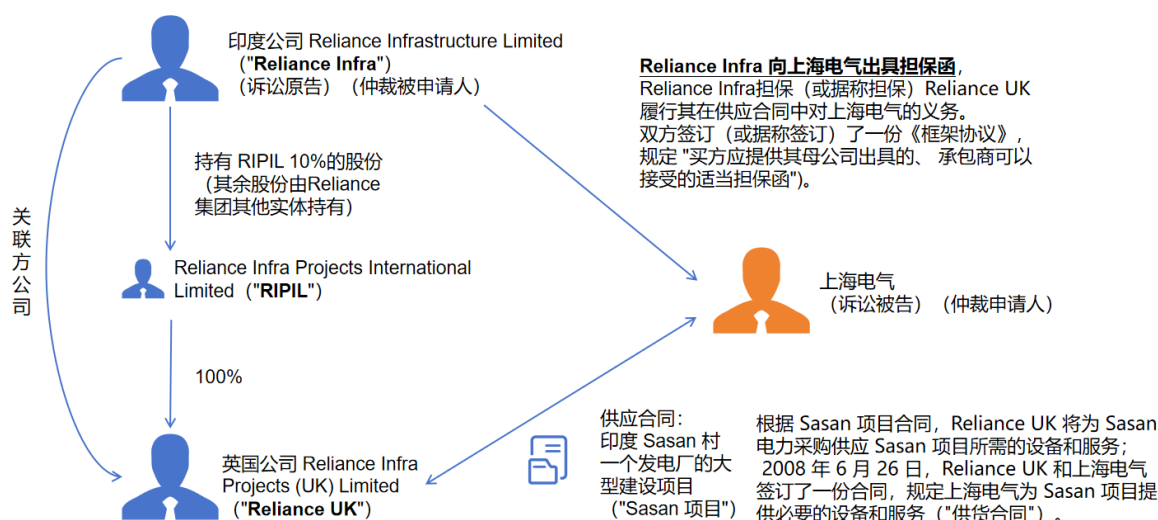 印度公司 Reliance Infrastructure Limited
（"Reliance Infra"）
（诉讼原告）（仲裁被申请人）
Reliance Infra 向上海电气出具担保函，
Reliance Infra担保（或据称担保）Reliance UK
履行其在供应合同中对上海电气的义务。
双方签订（或据称签订）了一份《框架协议》，
规定 "买方应提供其母公司出具的、 承包商可以
接受的适当担保函"）。
持有 RIPIL 10%的股份
（其余股份由Reliance
集团其他实体持有）
关联方公司
Reliance Infra Projects International
Limited（"RIPIL"）
上海电气
（诉讼被告）（仲裁申请人）
100%
英国公司 Reliance Infra
Projects (UK) Limited
（"Reliance UK"）
供应合同：
印度 Sasan 村
一个发电厂的大
型建设项目
（"Sasan 项目"）
根据 Sasan 项目合同，Reliance UK 将为 Sasan
电力采购供应 Sasan 项目所需的设备和服务；
2008 年 6 月 26 日，Reliance UK 和上海电气
签订了一份合同，规定上海电气为 Sasan 项目提
供必要的设备和服务（"供货合同"）。